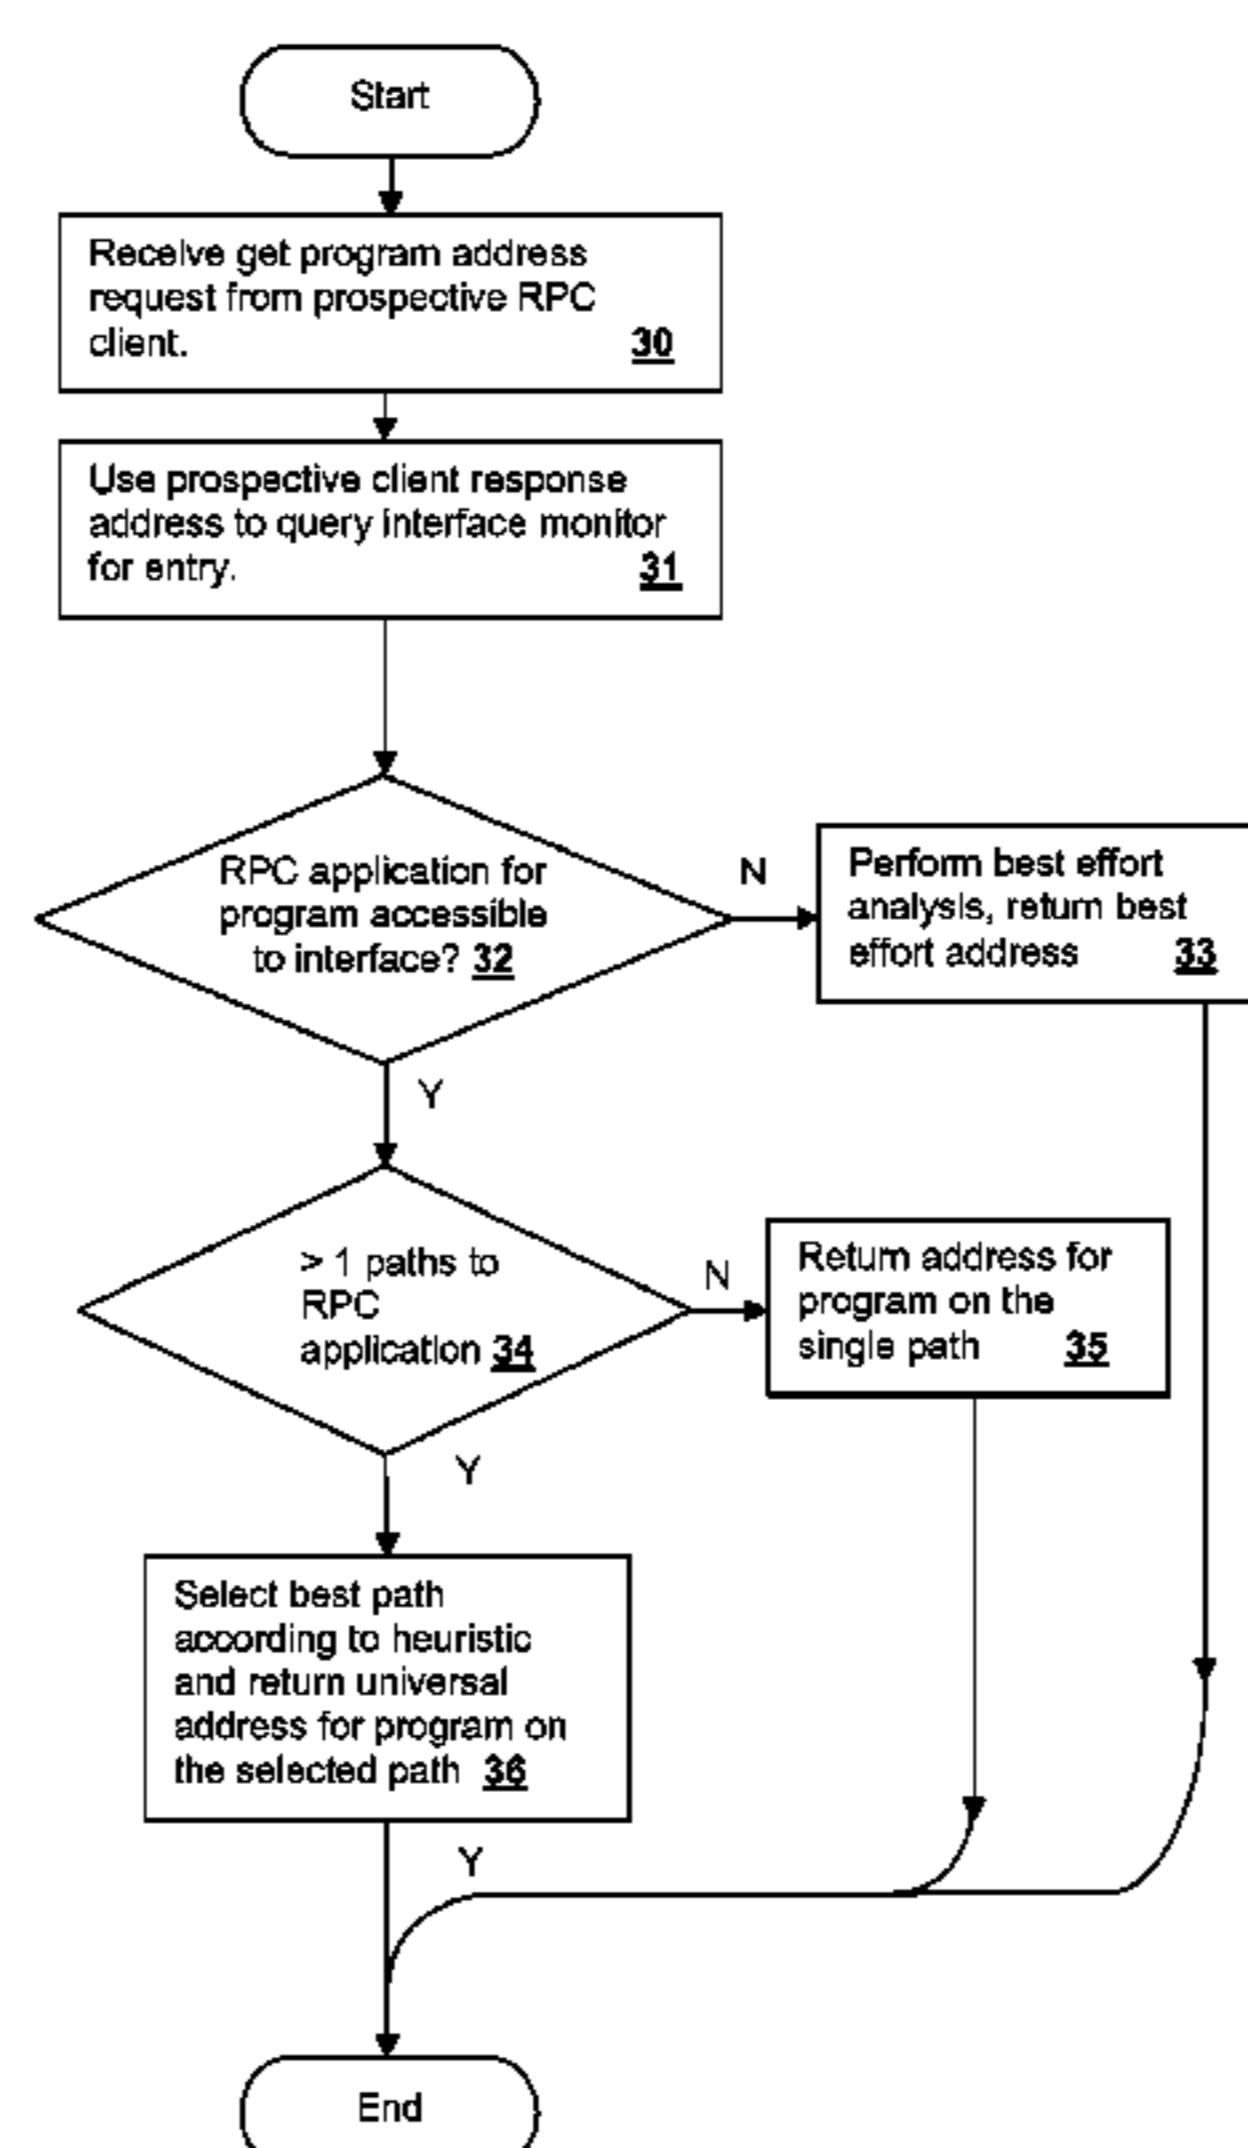 Start
Receive get program address
request from prospective RPC
client. 30
Use prospective client response
address to query interface monitor
for entry. 31
RPC application for
program accessible
to interface? 32
N
Perform best effort
analysis, return best
effort address 33
Y
> 1 paths to
RPC
application 34
N
Return address for
program on the
single path 35
Y
Select best path
according to heuristic
and return universal
address for program on
the selected path 36
Y
End